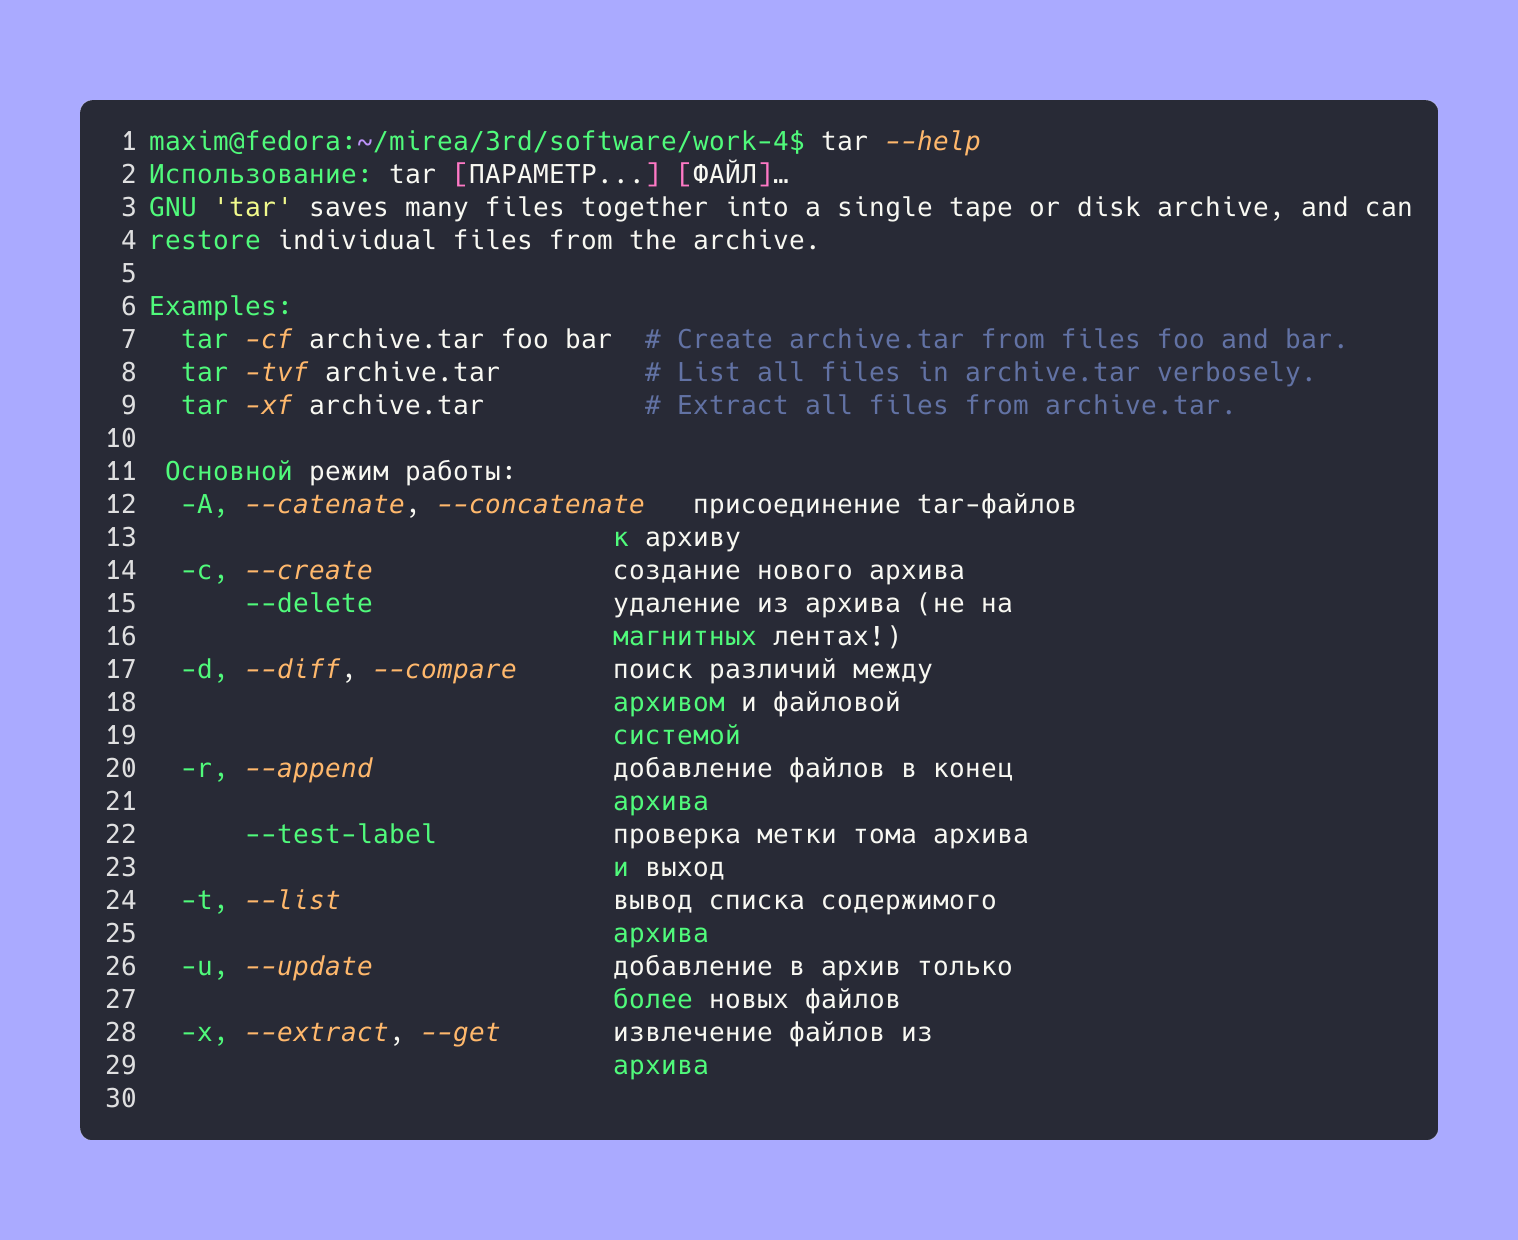 1 maxim@fedora:~/mirea/3rd/software/work-4$ tar --help
2 Использование: tar [ПАРАМЕТР...] [ФАЙЛ]…
3 GNU 'tar' saves many files together into a single tape or disk archive, and can
4 restore individual files from the archive.
5
6 Examples:
7   tar -cf archive.tar foo bar  # Create archive.tar from files foo and bar.
8   tar -tvf archive.tar         # List all files in archive.tar verbosely.
9   tar -xf archive.tar          # Extract all files from archive.tar.
10
11  Основной режим работы:
12   -A, --catenate, --concatenate   присоединение tar-файлов
13                              к архиву
14   -c, --create               создание нового архива
15       --delete               удаление из архива (не на
16                              магнитных лентах!)
17   -d, --diff, --compare      поиск различий между
18                              архивом и файловой
19                              системой
20   -r, --append               добавление файлов в конец
21                              архива
22       --test-label           проверка метки тома архива
23                              и выход
24   -t, --list                 вывод списка содержимого
25                              архива
26   -u, --update               добавление в архив только
27                              более новых файлов
28   -x, --extract, --get       извлечение файлов из
29                              архива
30